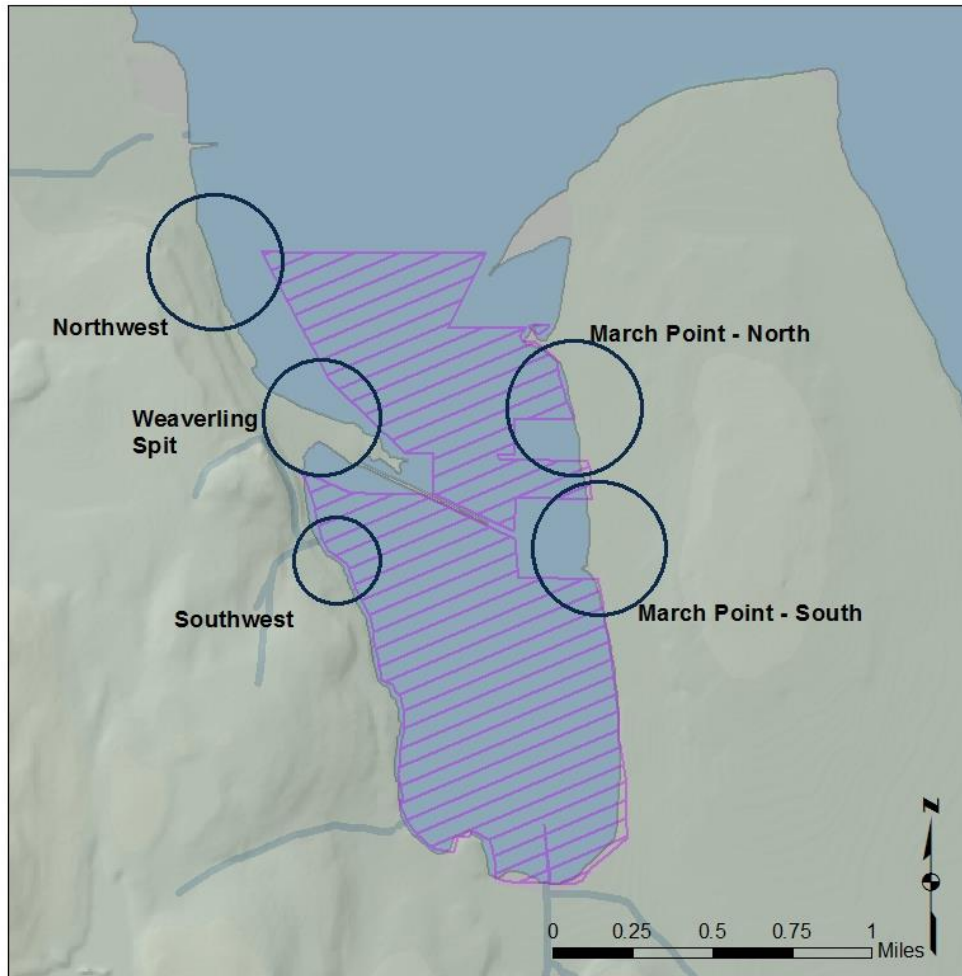 Northwest
March Point - North
Weaverling
Spit
Southwest
March Point - South
N
0 0.25 0.5 0.75 1
Miles